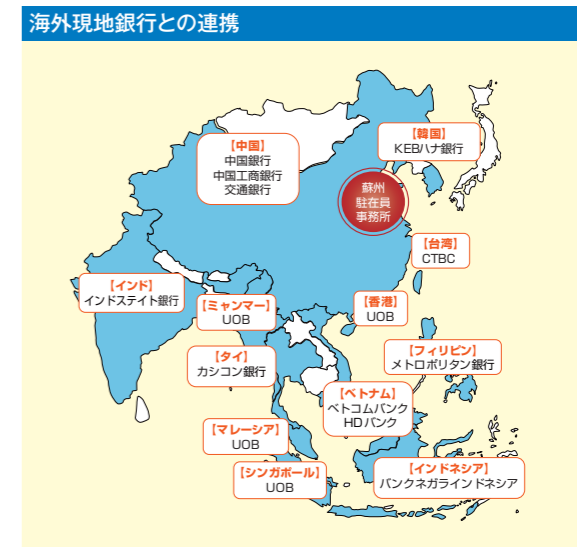 海外現地銀行との連携
【中国】
中国銀行
中国工商銀行
交通銀行
【韓国】
KEBハナ銀行
蘇州
駐在員
事務所
【台湾】
CTBC
【インド】
インドステイト銀行
【ミャンマー】
UOB
【香港】
UOB
【タイ】
カシコン銀行
【フィリピン】
メトロポリタン銀行
【ベトナム】
ベトコムバンク
HDバンク
【マレーシア】
UOB
【シンガポール】
UOB
【インドネシア】
バンクネガラインドネシア